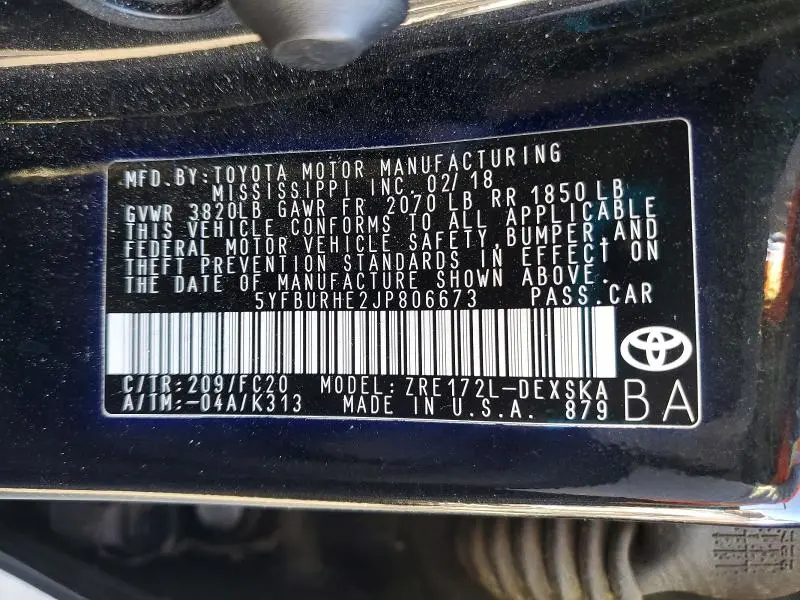 MFD.BY:TOYOTA MOTOR MANUFACTURING
MISSISSIPPI INC. 02/18
GVWR 3820LB GAWR FR 2070 LB RR 1850 LB
THIS VEHICLE CONFORMS TO ALL APPLICABLE
FEDERAL MOTOR VEHICLE SAFETY,BUMPER,AND
THEFT PREVENTION STANDARDS IN EFFECT ON
THE DATE OF MANUFACTURE SHOWN ABOVE.
5YFBURHE2JP806673 PASS.CAR
C/TR:209/FC20 MODEL: ZRE172L-DEXSKA
A/TM:-04A/K313 MADE IN U.S.A. 879 BA